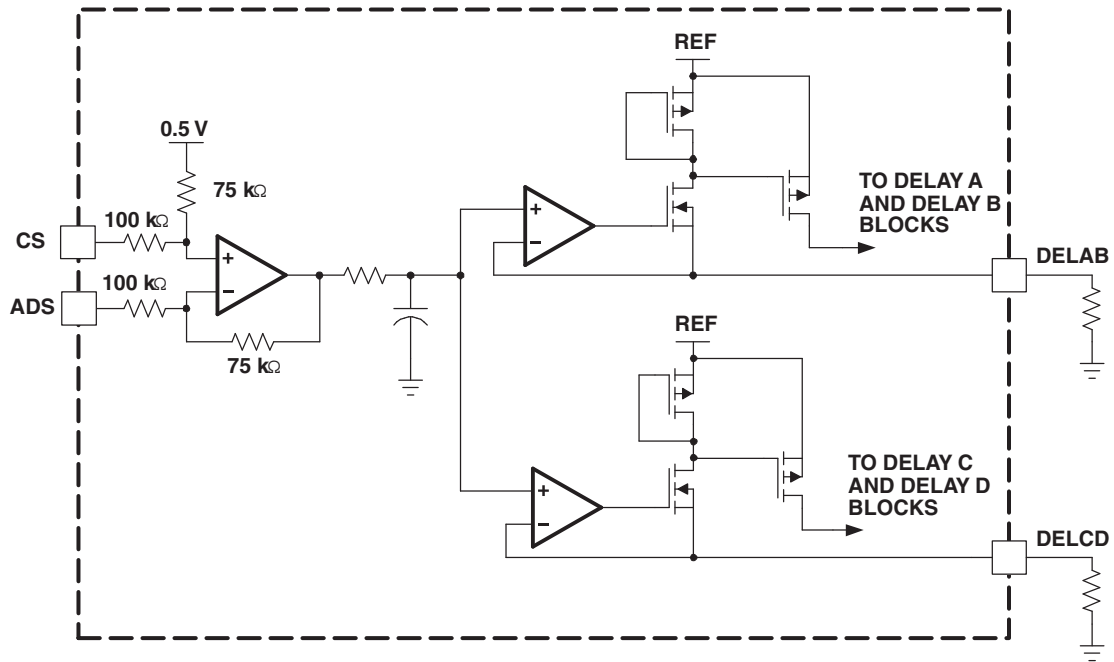 REF
0.5 V
75 kΩ
100 kΩ
CS
+
−
100 kΩ
ADS
75 kΩ
+
−
TO DELAY A
AND DELAY B
BLOCKS
DELAB
REF
+
−
TO DELAY C
AND DELAY D
BLOCKS
DELCD